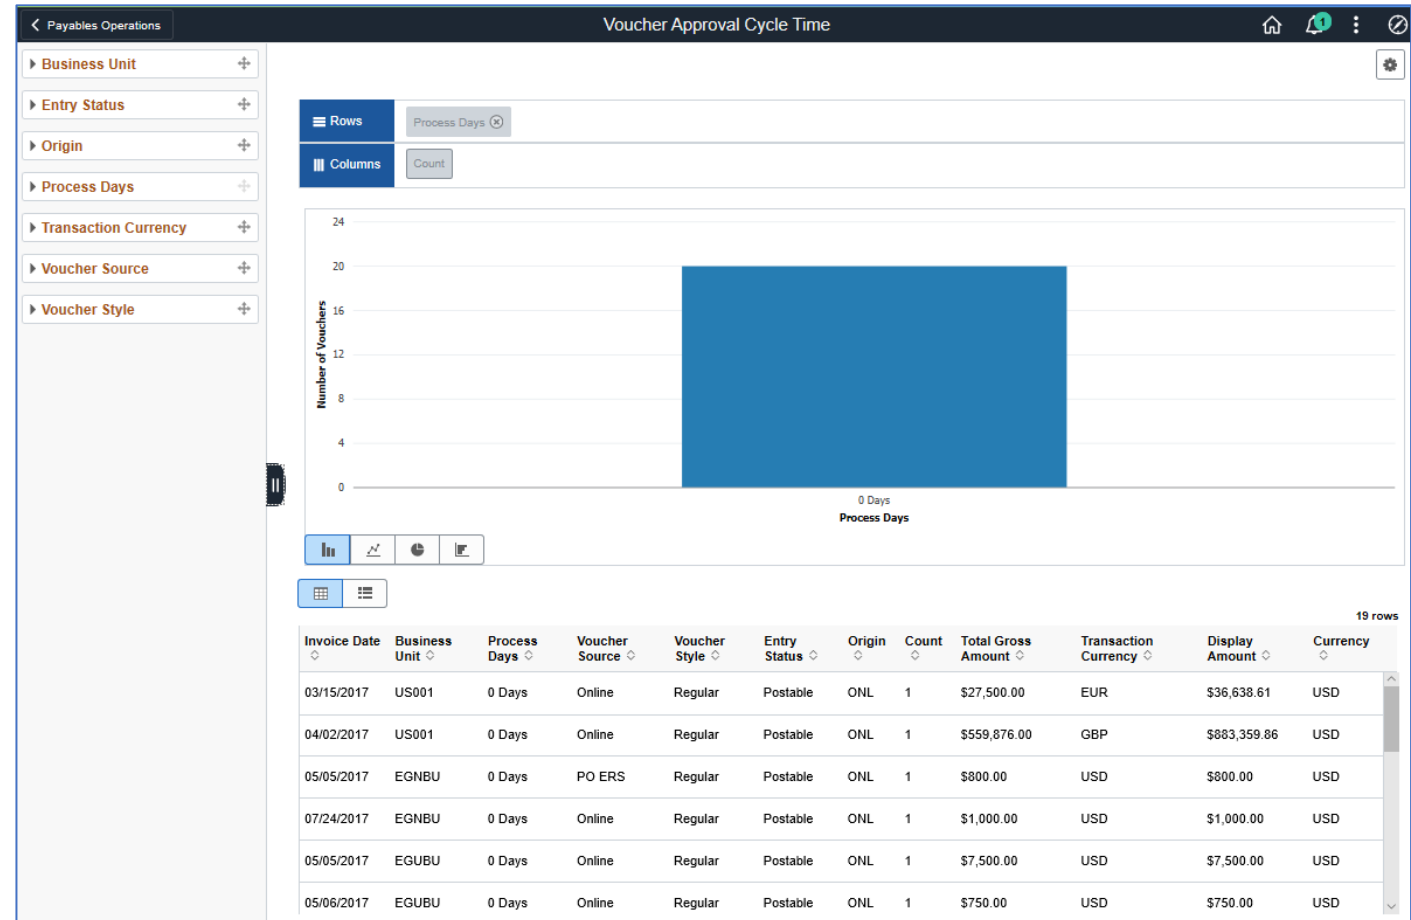 Payables Operations
Voucher Approval Cycle Time
1
Business Unit
Entry Status
Origin
Process Days
Transaction Currency
Voucher Source
Voucher Style
Rows
Process Days
Columns
Count
24
20
16
12
8
4
0
Number of Vouchers
0 Days
Process Days
19 rows
Invoice Date Business Unit Process Days Voucher Source Voucher Style Entry Status Origin Count Total Gross Amount Transaction Currency Display Amount Currency
03/15/2017 US001 0 Days Online Regular Postable ONL 1 $27,500.00 EUR $36,638.61 USD
04/02/2017 US001 0 Days Online Regular Postable ONL 1 $559,876.00 GBP $883,359.86 USD
05/05/2017 EGNBU 0 Days PO ERS Regular Postable ONL 1 $800.00 USD $800.00 USD
07/24/2017 EGNBU 0 Days Online Regular Postable ONL 1 $1,000.00 USD $1,000.00 USD
05/05/2017 EGUBU 0 Days Online Regular Postable ONL 1 $7,500.00 USD $7,500.00 USD
05/06/2017 EGUBU 0 Days Online Regular Postable ONL 1 $750.00 USD $750.00 USD